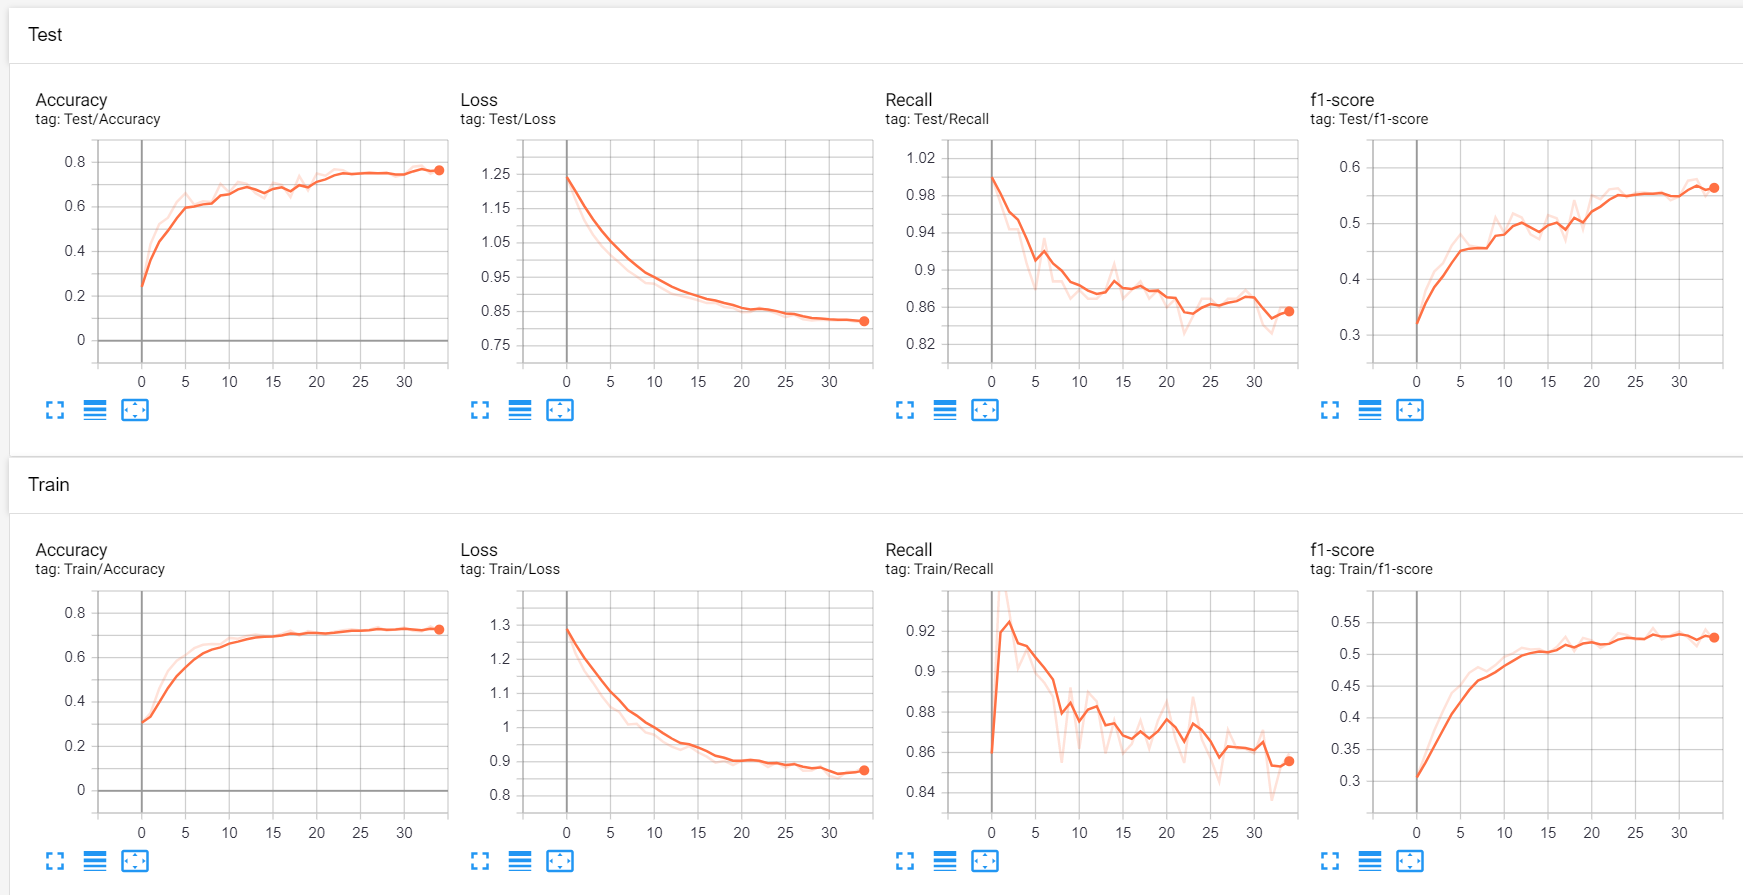 Test
Accuracy
tag: Test/Accuracy
0.8
0.6
0.4
0.2
0
0 5 10 15 20 25 30
Loss
tag: Test/Loss
1.25
1.15
1.05
0.95
0.85
0.75
0 5 10 15 20 25 30
Recall
tag: Test/Recall
1.02
0.98
0.94
0.9
0.86
0.82
0 5 10 15 20 25 30
f1-score
tag: Test/f1-score
0.6
0.5
0.4
0.3
0 5 10 15 20 25 30
Train
Accuracy
tag: Train/Accuracy
0.8
0.6
0.4
0.2
0
0 5 10 15 20 25 30
Loss
tag: Train/Loss
1.3
1.2
1.1
1
0.9
0.8
0 5 10 15 20 25 30
Recall
tag: Train/Recall
0.92
0.9
0.88
0.86
0.84
0 5 10 15 20 25 30
f1-score
tag: Train/f1-score
0.55
0.5
0.45
0.4
0.35
0.3
0 5 10 15 20 25 30